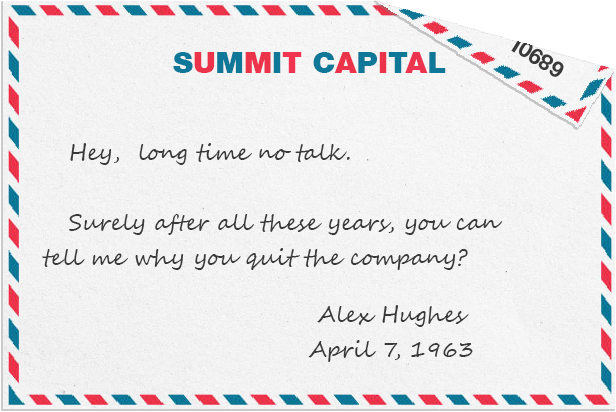 SUMMIT CAPITAL
10689
Hey, long time no talk.
Surely after all these years, you can
tell me why you quit the company?
Alex Hughes
April 7, 1963